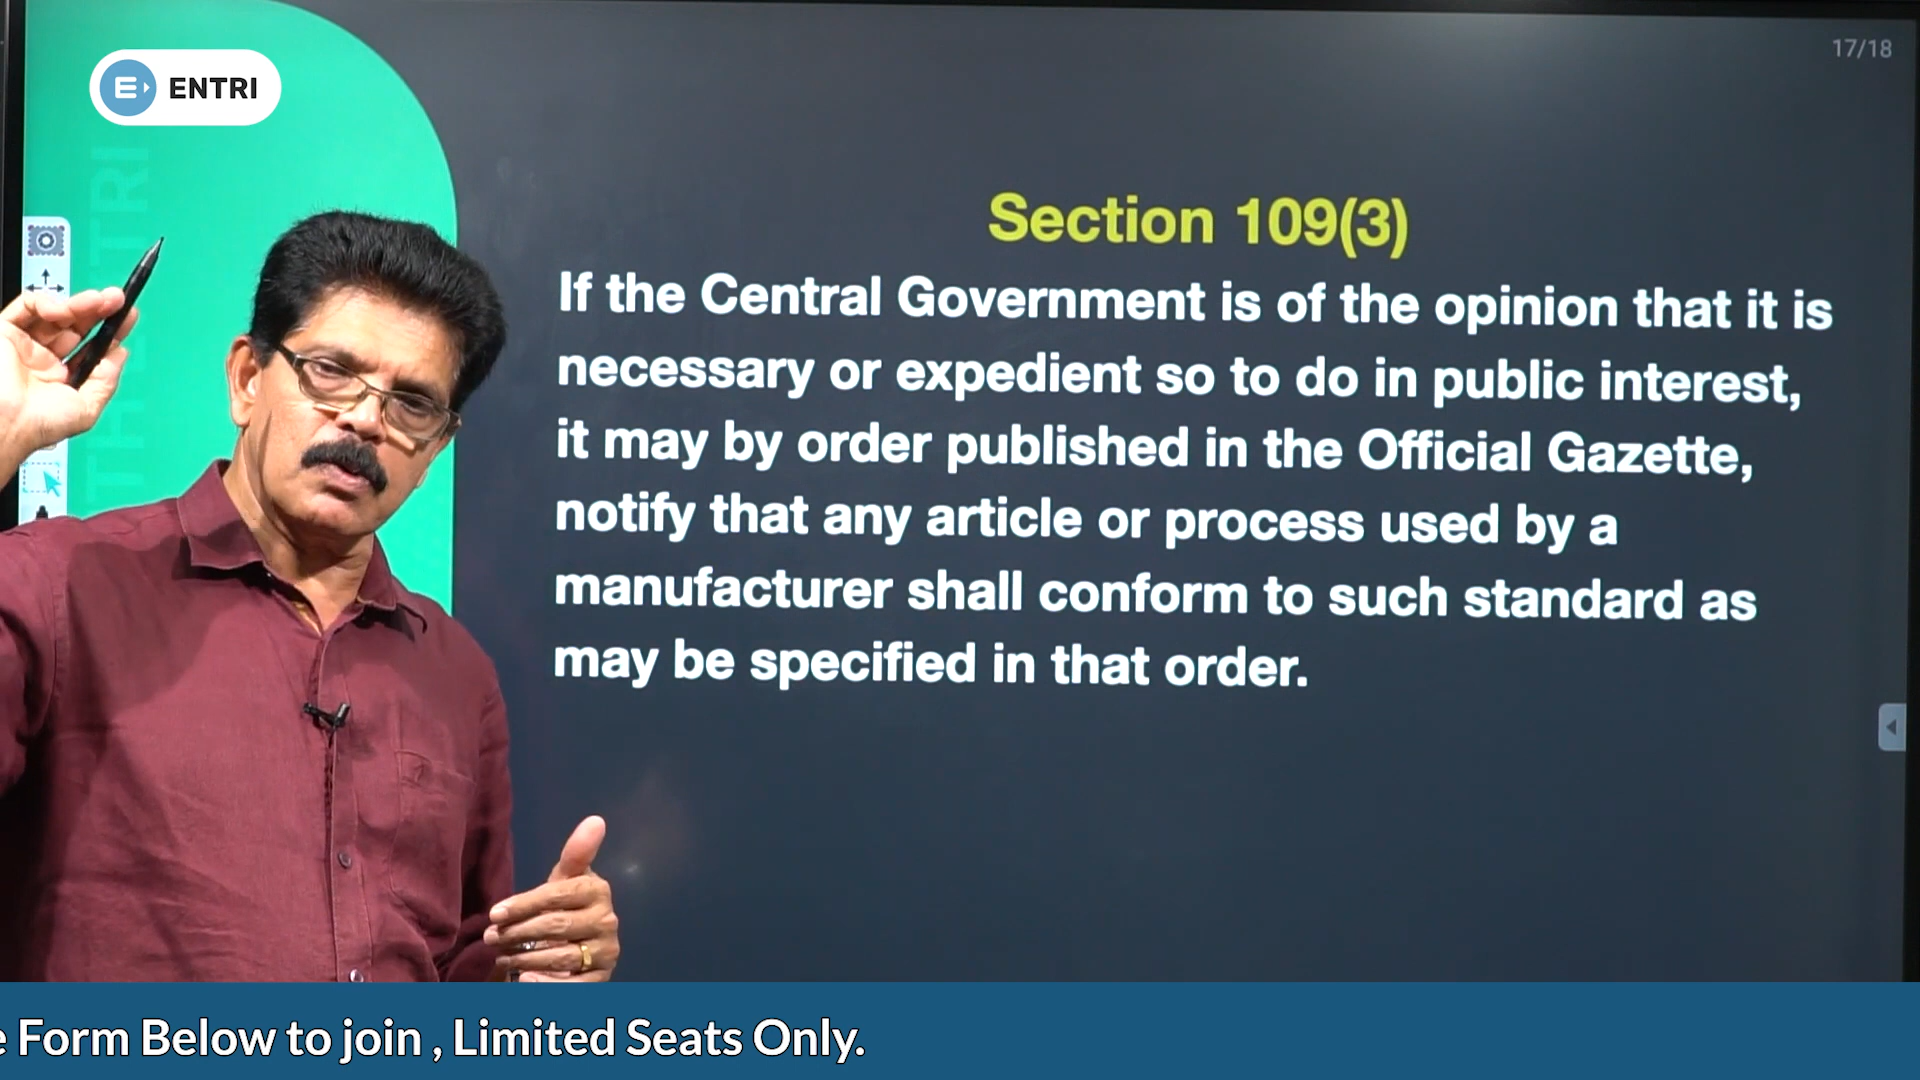 ENTRI
17/18
THE ENTRI
Section 109(3)
If the Central Government is of the opinion that it is
necessary or expedient so to do in public interest,
it may by order published in the Official Gazette,
notify that any article or process used by a
manufacturer shall conform to such standard as
may be specified in that order.
Form Below to join , Limited Seats Only.